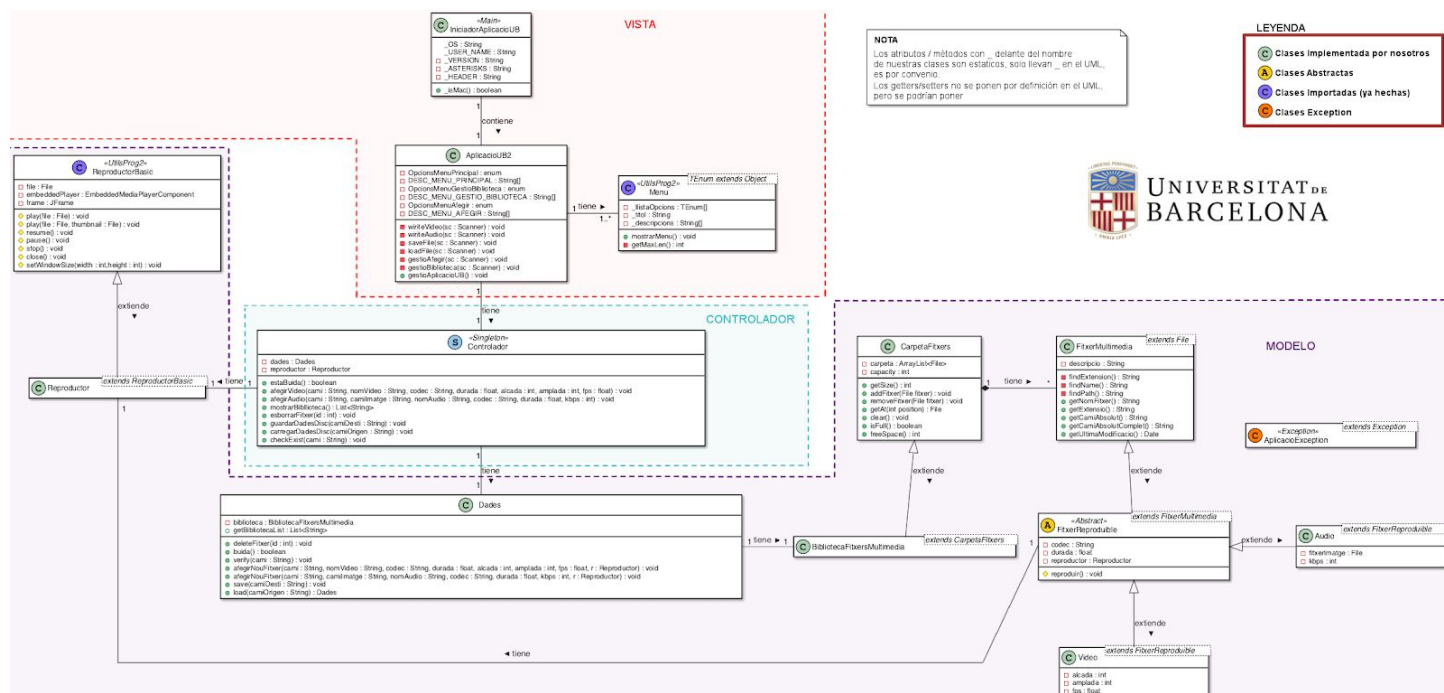 VISTA
C
«Main»
IniciadorAplicacioUB
_OS : String
_USER_NAME : String
_VERSION : String
_ASTERISKS : String
_HEADER : String
_isMac() : boolean
1
contiene
▼
1
NOTA
Los atributos / métodos con _ delante del nombre
de nuestras clases son estaticos, solo llevan _ en el UML,
es por convenio.
Los getters/setters no se ponen por definición en el UML,
pero se podrían poner
LEYENDA
C Clases Implementada por nosotros
A Clases Abstractas
C Clases Importadas (ya hechas)
C Clases Exception
UNIVERSITAT DE
BARCELONA
C AplicacioUB2
OpcionsMenuPrincipal : enum
DESC_MENU_PRINCIPAL : String[]
OpcionsMenuGestioBiblioteca : enum
DESC_MENU_GESTIO_BIBLIOTECA : String[]
OpcionsMenuAfegir : enum
DESC_MENU_AFEGIR : String[]
wiriteVideo(sc : Scanner) : void
wiriteAudio(sc : Scanner) : void
saveFile(sc : Scanner) : void
loadFile(sc : Scanner) : void
gestioAfegir(sc : Scanner) : void
gestioBiblioteca(sc : Scanner) : void
gestioAplicacioUB() : void
1 tiene ►
1..*
TEnum extends Object
C
«UtilsProg2»
Menu
_llistaOpcions : TEnum[]
_titol : String
_descripcions : String[]
mostrarMenu() : void
getMaxLen() : int
C
«UtilsProg2»
ReproductorBasic
file : File
embeddedPlayer : EmbeddedMediaPlayerComponent
frame : JFrame
play(file : File) : void
play(file : File, thumbnail : File) : void
resume() : void
pause() : void
stop() : void
close() : void
setWindowSize(width : int,height : int) : void
extiende
▼
1
tiene
▼
1
CONTROLADOR
S
«Singleton»
Controlador
dades : Dades
reproductor : Reproductor
estaBuida() : boolean
afegirVideo(cami : String, nomVideo : String, codec : String, durada : float, alcada : int, amplada : int, fps : float) : void
afegirAudio(cami : String, camiImatge : String, nomAudio : String, codec : String, durada : float, kbps : int) : void
mostrarBiblioteca() : List<String>
esborrarFitxer(id : int) : void
guardarDadesDisc(camiDesti : String) : void
carregarDadesDisc(camiOrigen : String) : void
checkExist(cami : String) : void
C Reproductor
extends ReproductorBasic
1 ◄ tiene 1
1
MODELO
C CarpetaFitxers
carpeta : ArrayList<File>
capacity : int
getSize() : int
addFitxer(File fitxer) : void
removeFitxer(File fitxer) : void
getAt(int position) : File
clear() : void
isFull() : boolean
freeSpace() : int
1 tiene ► *
C FitxerMultimedia
extends File
descripcio : String
findExtension() : String
findName() : String
findPath() : String
getNomFitxer() : String
getExtensio() : String
getCamiAbsolut() : String
getCamiAbsolutComplet() : String
getUltimaModificacio() : Date
extends Exception
C
«Exception»
AplicacioException
1
tiene
▼
1
extiende
▼
extiende
▼
C Dades
biblioteca : BibliotecaFitxersMultimedia
getBibliotecaList : List<String>
deleteFitxer(id : int) : void
buida() : boolean
verify(cami : String) : void
afegirNouFitxer(cami : String, nomVideo : String, codec : String, durada : float, alcada : int, amplada : int, fps : float, r : Reproductor) : void
afegirNouFitxer(cami : String, camiImatge : String, nomAudio : String, codec : String, durada : float, kbps : int, r : Reproductor) : void
save(camiDesti : String) : void
load(camiOrigen : String) : Dades
1 tiene ► 1
C BibliotecaFitxersMultimedia
extends CarpetaFitxers
1
extends FitxerMultimedia
A
«Abstract»
FitxerReproduible
codec : String
durada : float
reproductor : Reproductor
reproduir() : void
extiende ►
extends FitxerReproduible
C Audio
fitxerImatge : File
kbps : int
extiende
▼
◄ tiene
extends FitxerReproduible
C Video
alcada : int
amplada : int
fps : float